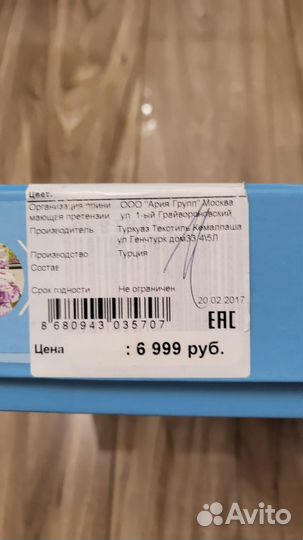 Цвет.
Организация прини ООО "Ария Групп" Москва
мающая претензии ул. 1-ый Грайвороновский
Производитель Туркуаз Текстиль Кемалпаша
ул Генчтурк дом33.4\5Л
Производство Турция
Состав
Срок годности Не ограничен
20.02.2017
8 680943 035707
EAC
Цена : 6 999 руб.
Avito